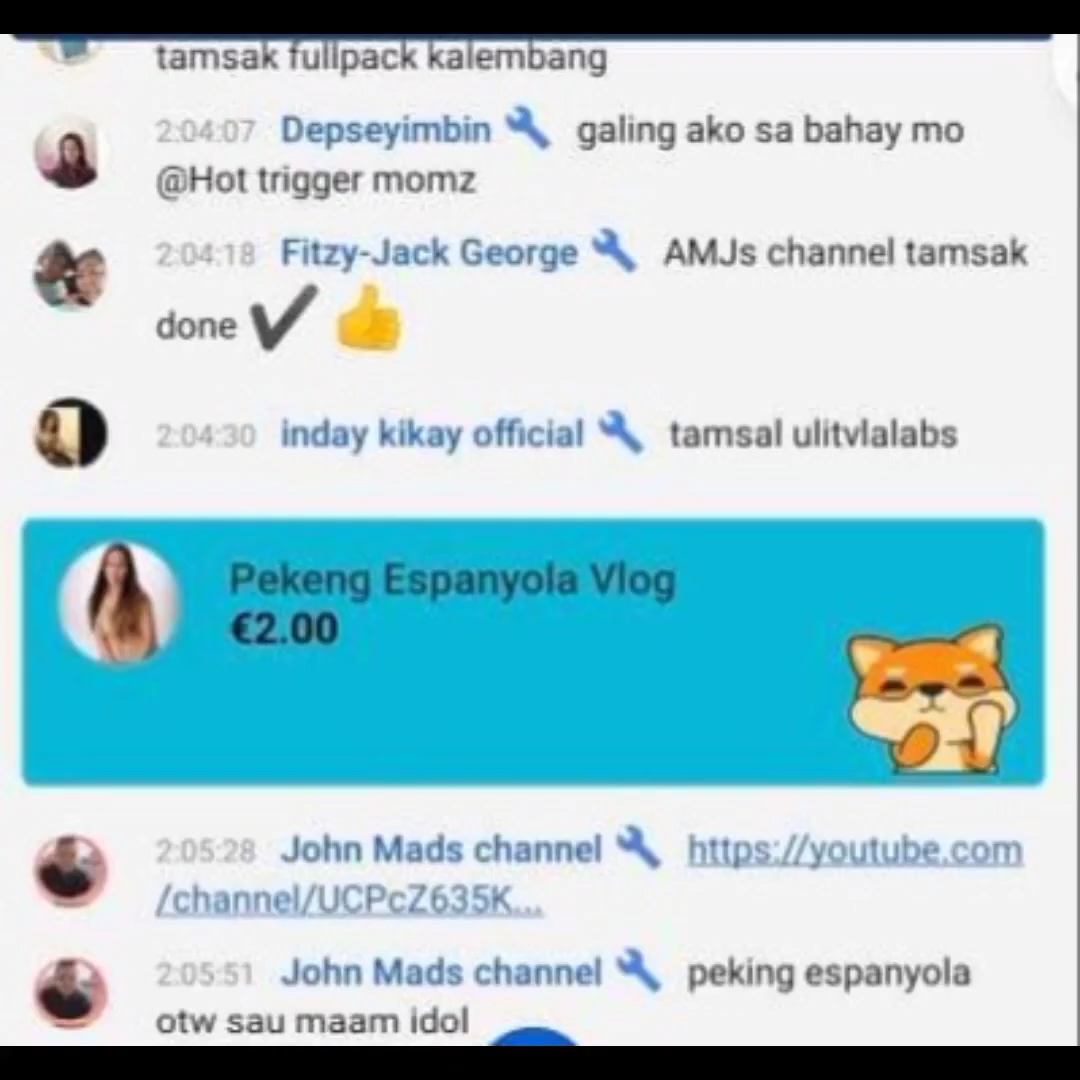 tamsak fullpack kalembang
2:04:07 Depseyimbin galing ako sa bahay mo
@Hot trigger momz
2:04:18 Fitzy-Jack George AMJs channel tamsak
done
2:04:30 inday kikay official tamsal ulitvlalabs
Pekeng Espanyola Vlog
€2.00
2:05:28 John Mads channel https://youtube.com
/channel/UCPcZ635K...
2:05:51 John Mads channel peking espanyola
otw sau maam idol